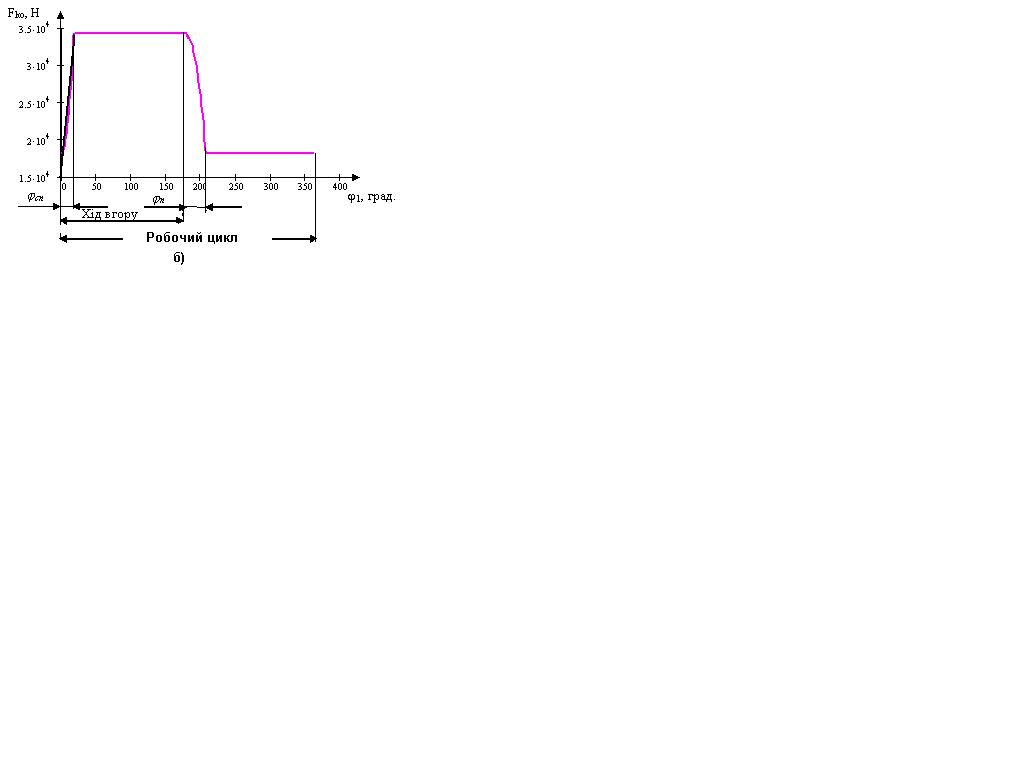 Fko, Н
3.5·10⁴
3·10⁴
2.5·10⁴
2·10⁴
1.5·10⁴
0 50 100 150 200 250 300 350 400
φ1, град.
φсп φп
Хід вгору
Робочий цикл
б)